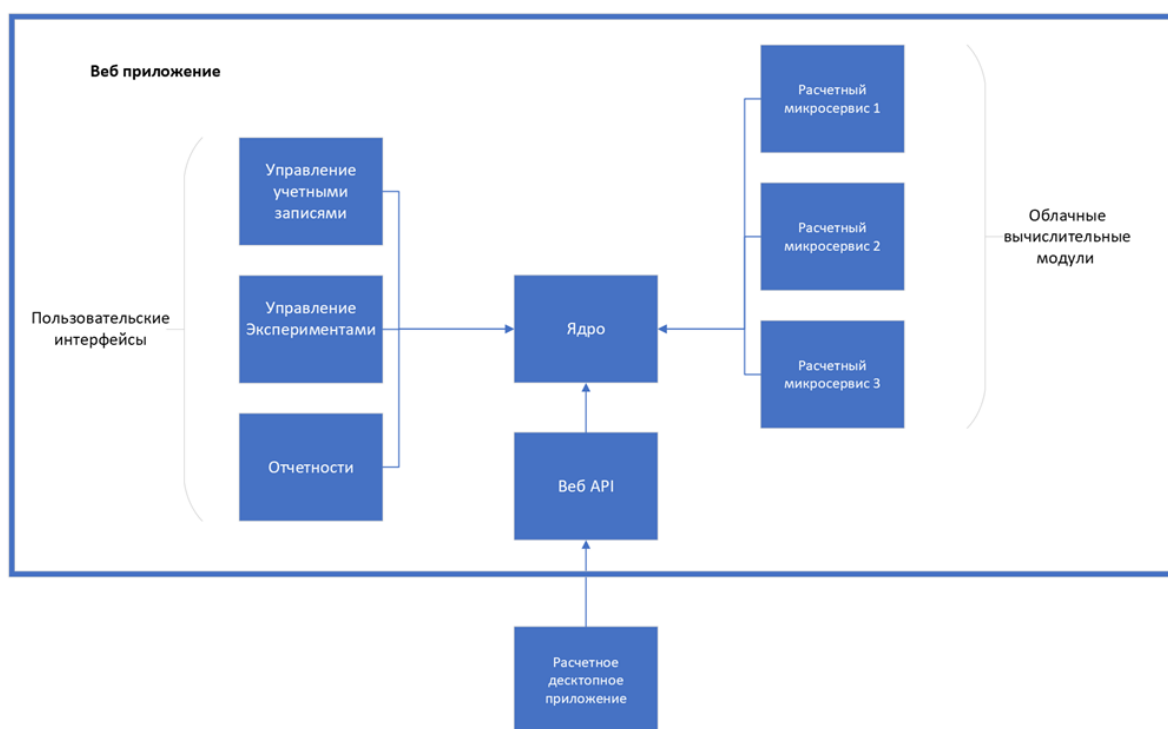 Веб приложение
Пользовательские
интерфейсы
Управление
учетными
записями
Управление
Экспериментами
Отчетности
Ядро
Веб API
Расчетное
десктопное
приложение
Расчетный
микросервис 1
Расчетный
микросервис 2
Расчетный
микросервис 3
Облачные
вычислительные
модули